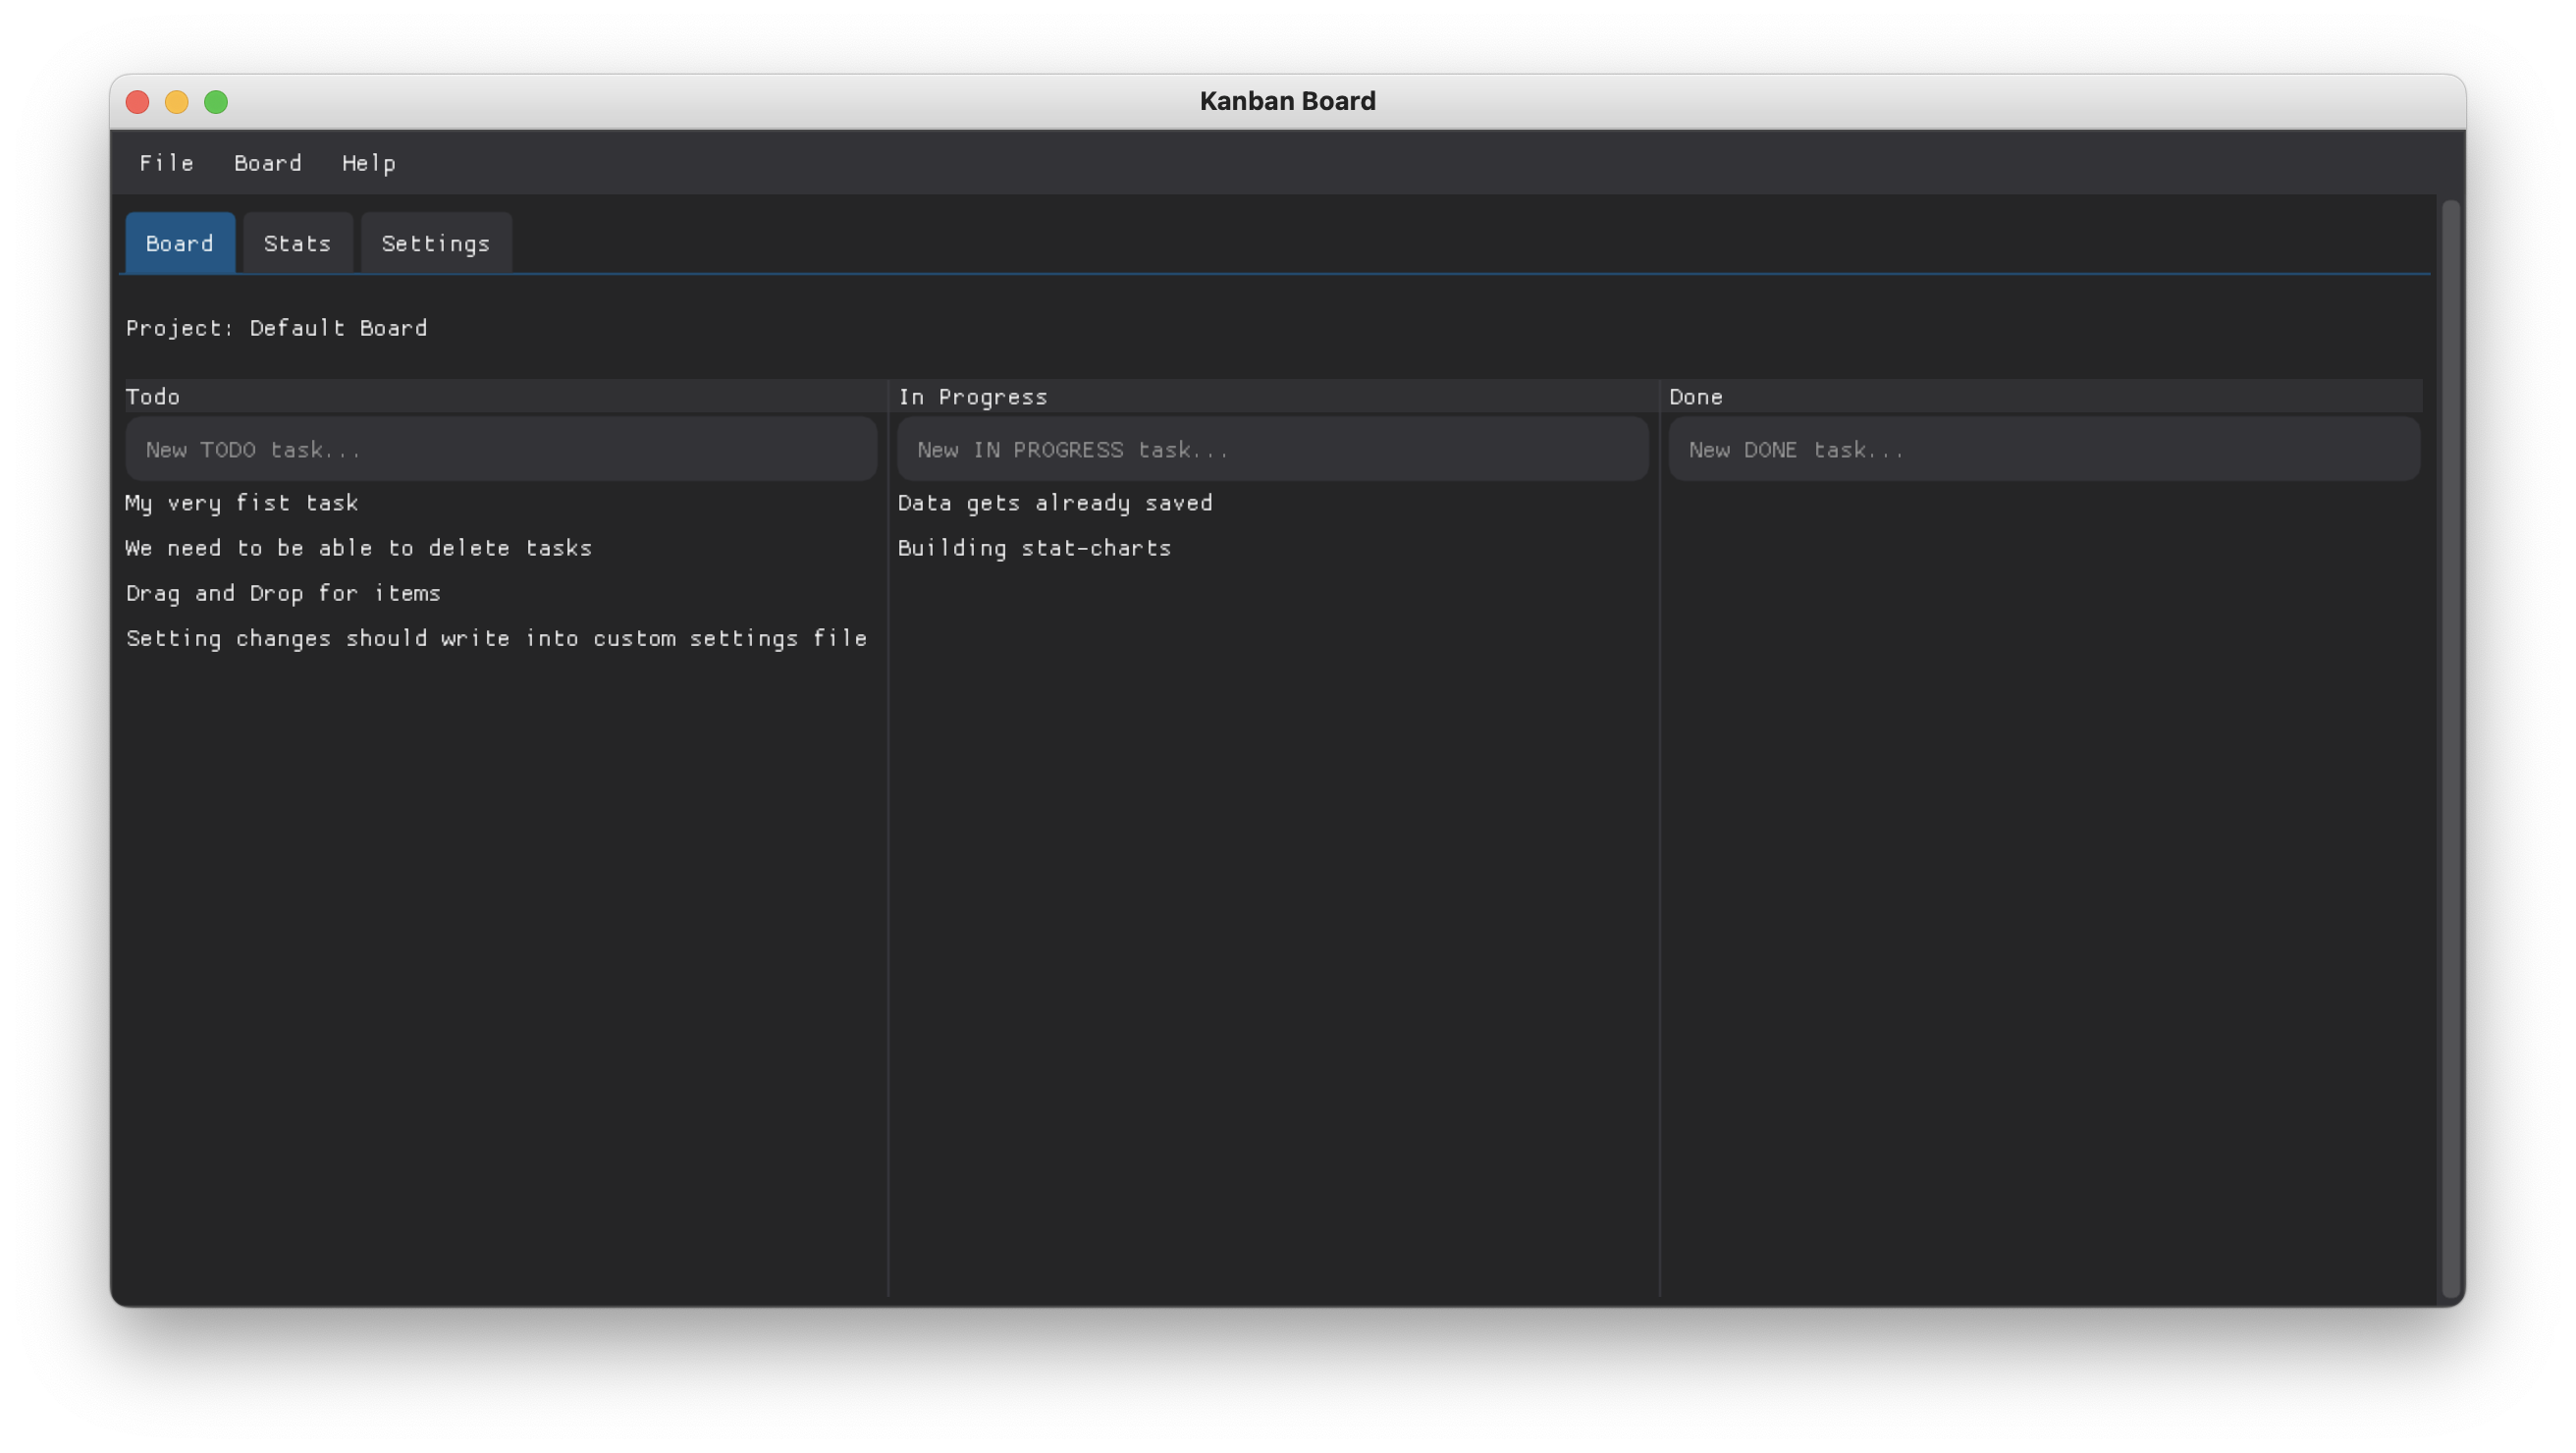 Kanban Board
File Board Help
Board Stats Settings
Project: Default Board
Todo In Progress Done
New TODO task... New IN PROGRESS task... New DONE task...
My very fist task Data gets already saved
We need to be able to delete tasks Building stat-charts
Drag and Drop for items
Setting changes should write into custom settings file